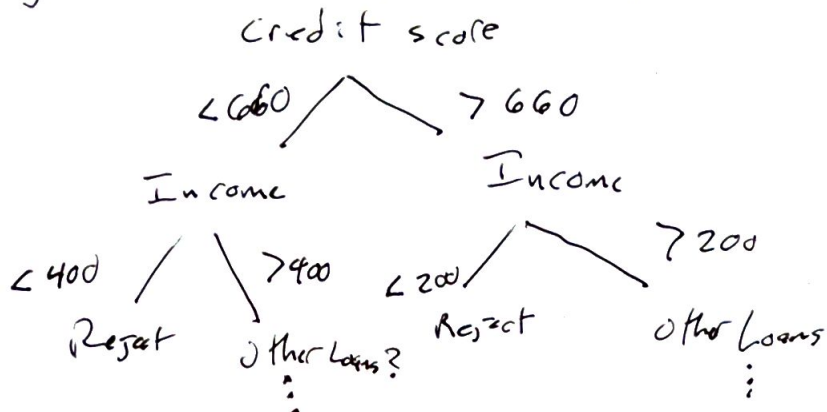 Credit score
<660 > 660
Income Income
< 400 >400 < 200 > 200
Reject Other Loans? Reject Other Loans